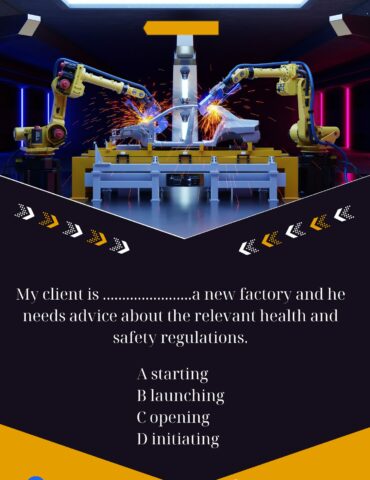 My client is .......................a new factory and he
needs advice about the relevant health and
safety regulations.
A starting
B launching
C opening
D initiating